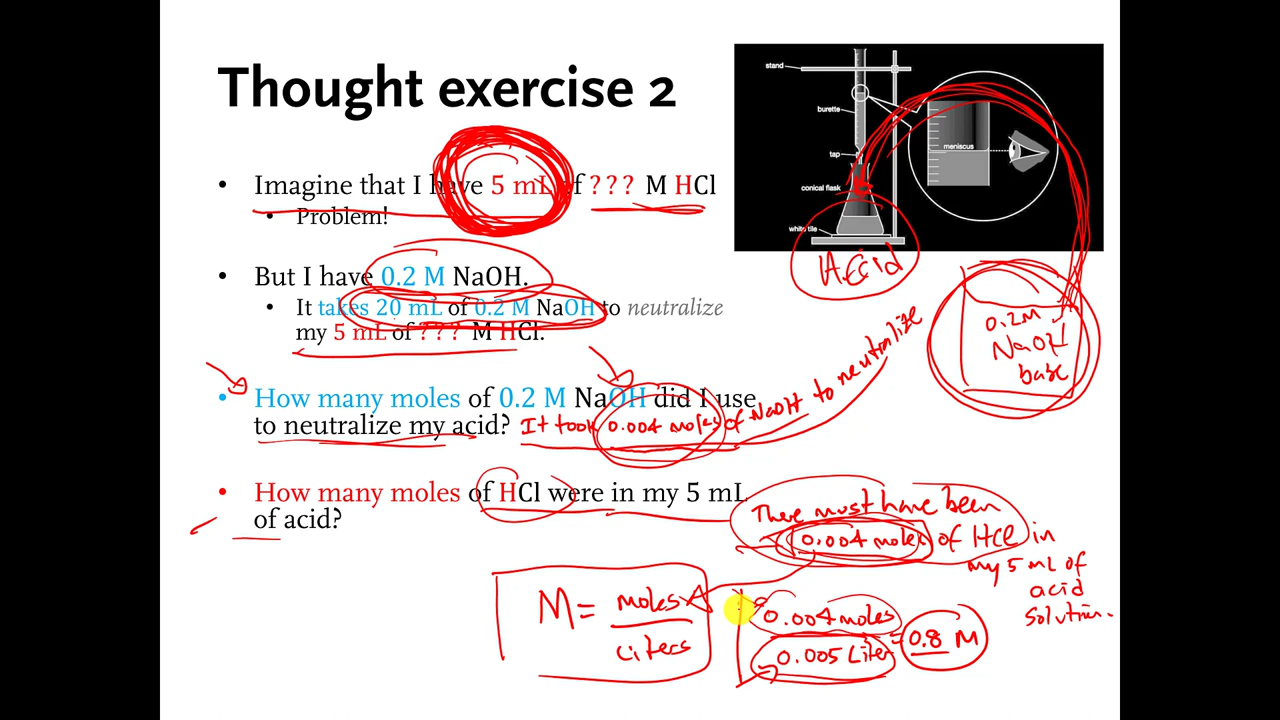 Thought exercise 2
• Imagine that I have 5 mL of ??? M HCl
• Problem!
• But I have 0.2 M NaOH.
• It takes 20 mL of 0.2 M NaOH to neutralize
my 5 mL of ??? M HCl.
• How many moles of 0.2 M NaOH did I use
to neutralize my acid?
It took 0.004 moles of NaOH to neutralize
• How many moles of HCl were in my 5 mL
of acid?
There must have been
0.004 moles of HCl in
my 5 mL of
acid
solution.
M = moles
liters
0.004 moles
0.005 Liter
= 0.8 M
stand
burette
tap
conical flask
white tile
meniscus
0.2M
NaOH
base